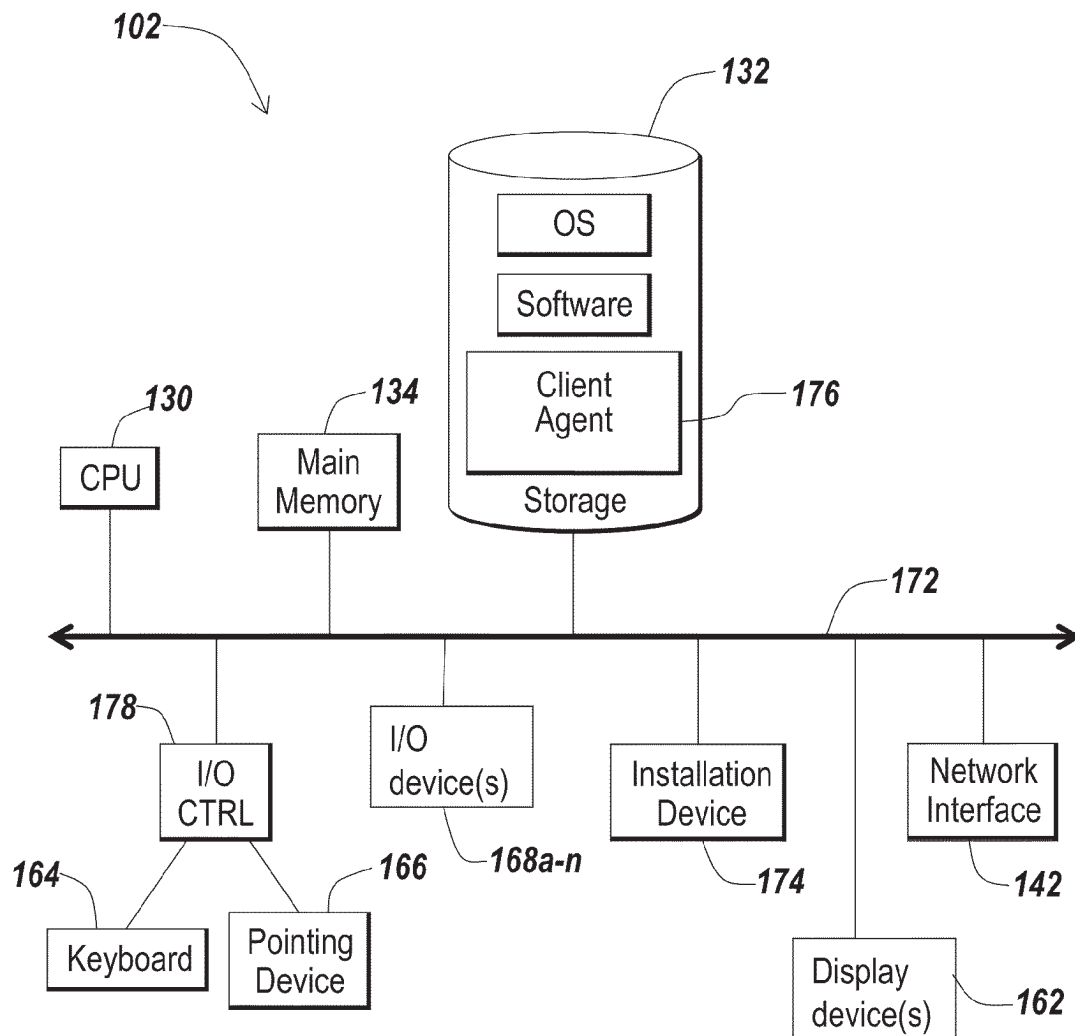 102
132
OS
Software
Client
Agent
176
Storage
130
CPU
134
Main
Memory
172
178
I/O
CTRL
I/O
device(s)
168a-n
Installation
Device
174
Network
Interface
142
164
Keyboard
166
Pointing
Device
Display
device(s)
162